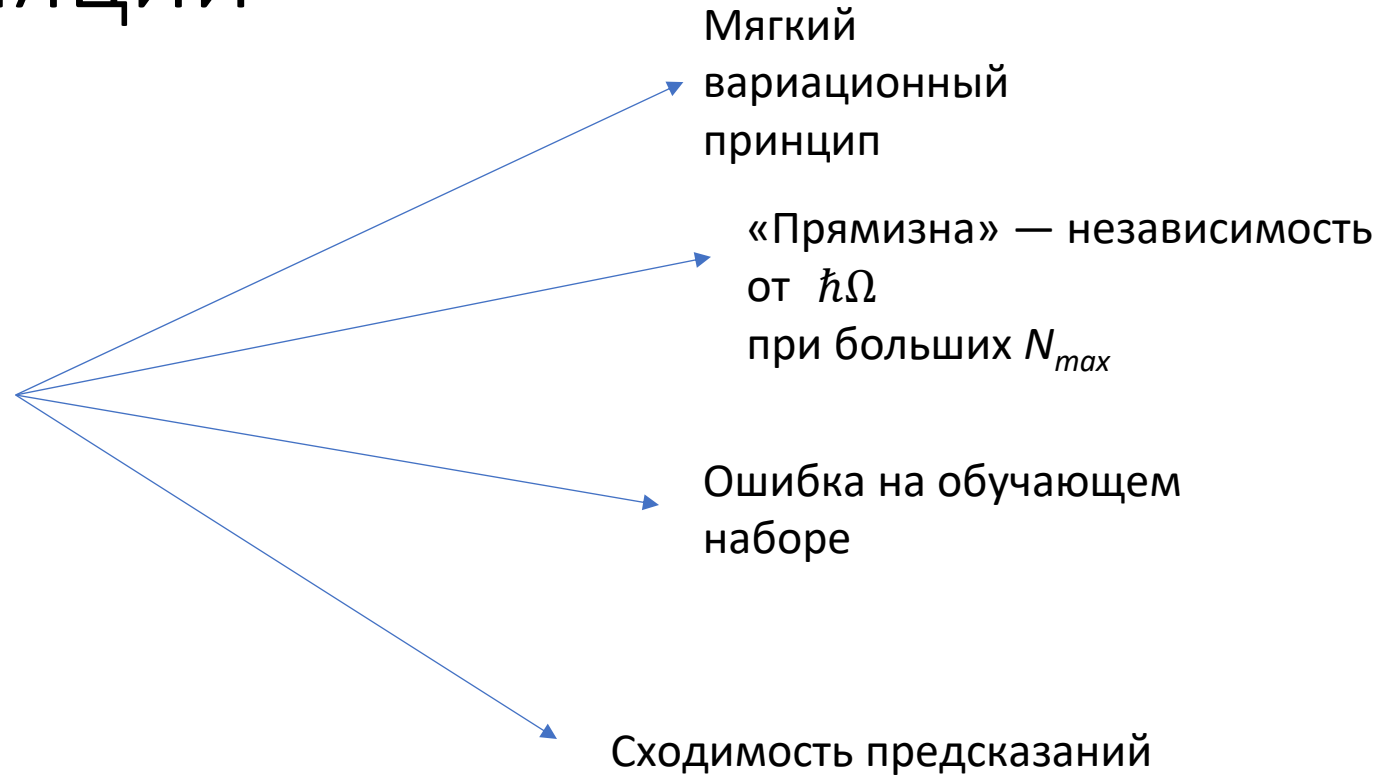 Мягкий
вариационный
принцип
«Прямизна» — независимость
от ℏΩ
при больших Nmax
Ошибка на обучающем
наборе
Сходимость предсказаний